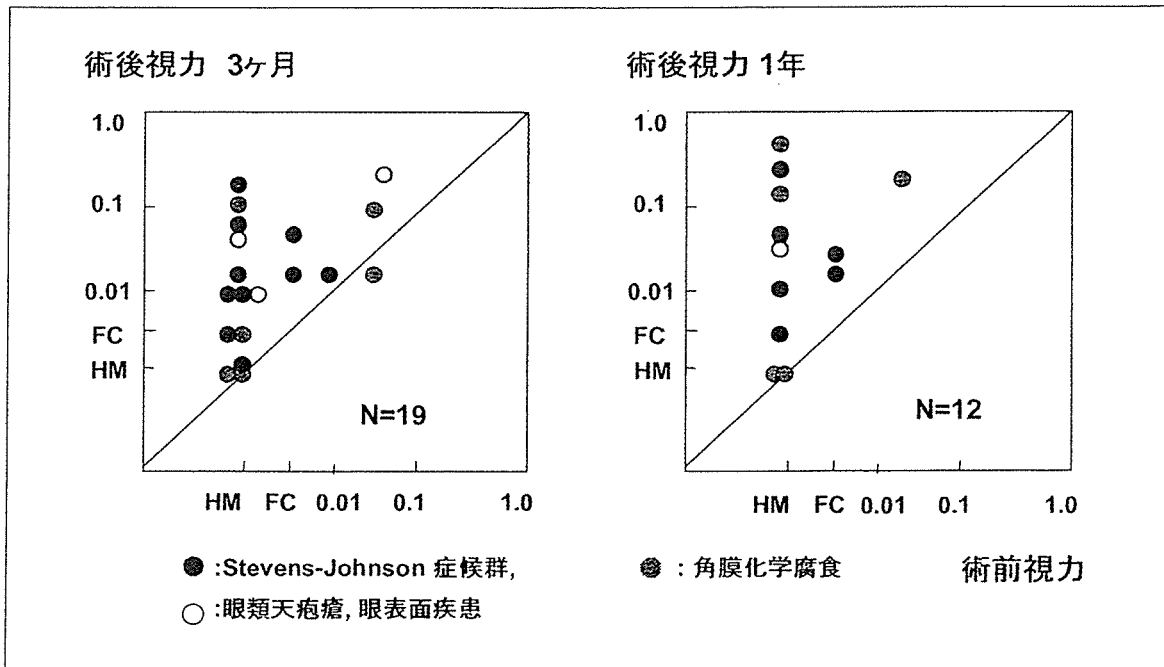 術後視力 3ヶ月
1.0
0.1
0.01
FC
HM
N=19
HM FC 0.01 0.1 1.0
術後視力 1年
1.0
0.1
0.01
FC
HM
N=12
HM FC 0.01 0.1 1.0
:Stevens-Johnson 症候群,
: 角膜化学腐食
術前視力
:眼類天疱瘡, 眼表面疾患